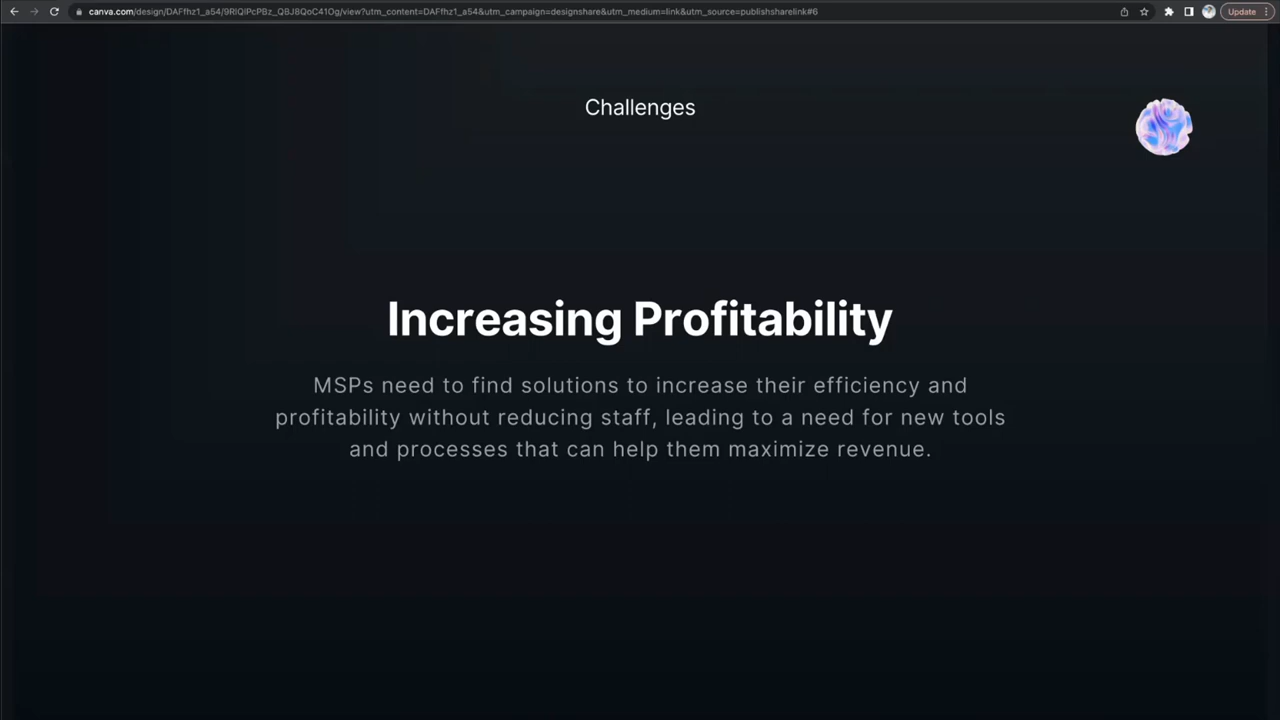 canva.com/design/DAFfhz1_a54/9RIQIPcPBz_QBJ8QoC41Og/view?utm_content=DAFfhz1_a54&utm_campaign=designshare&utm_medium=link&utm_source=publishsharelink#6
Update
Challenges
Increasing Profitability
MSPs need to find solutions to increase their efficiency and
profitability without reducing staff, leading to a need for new tools
and processes that can help them maximize revenue.